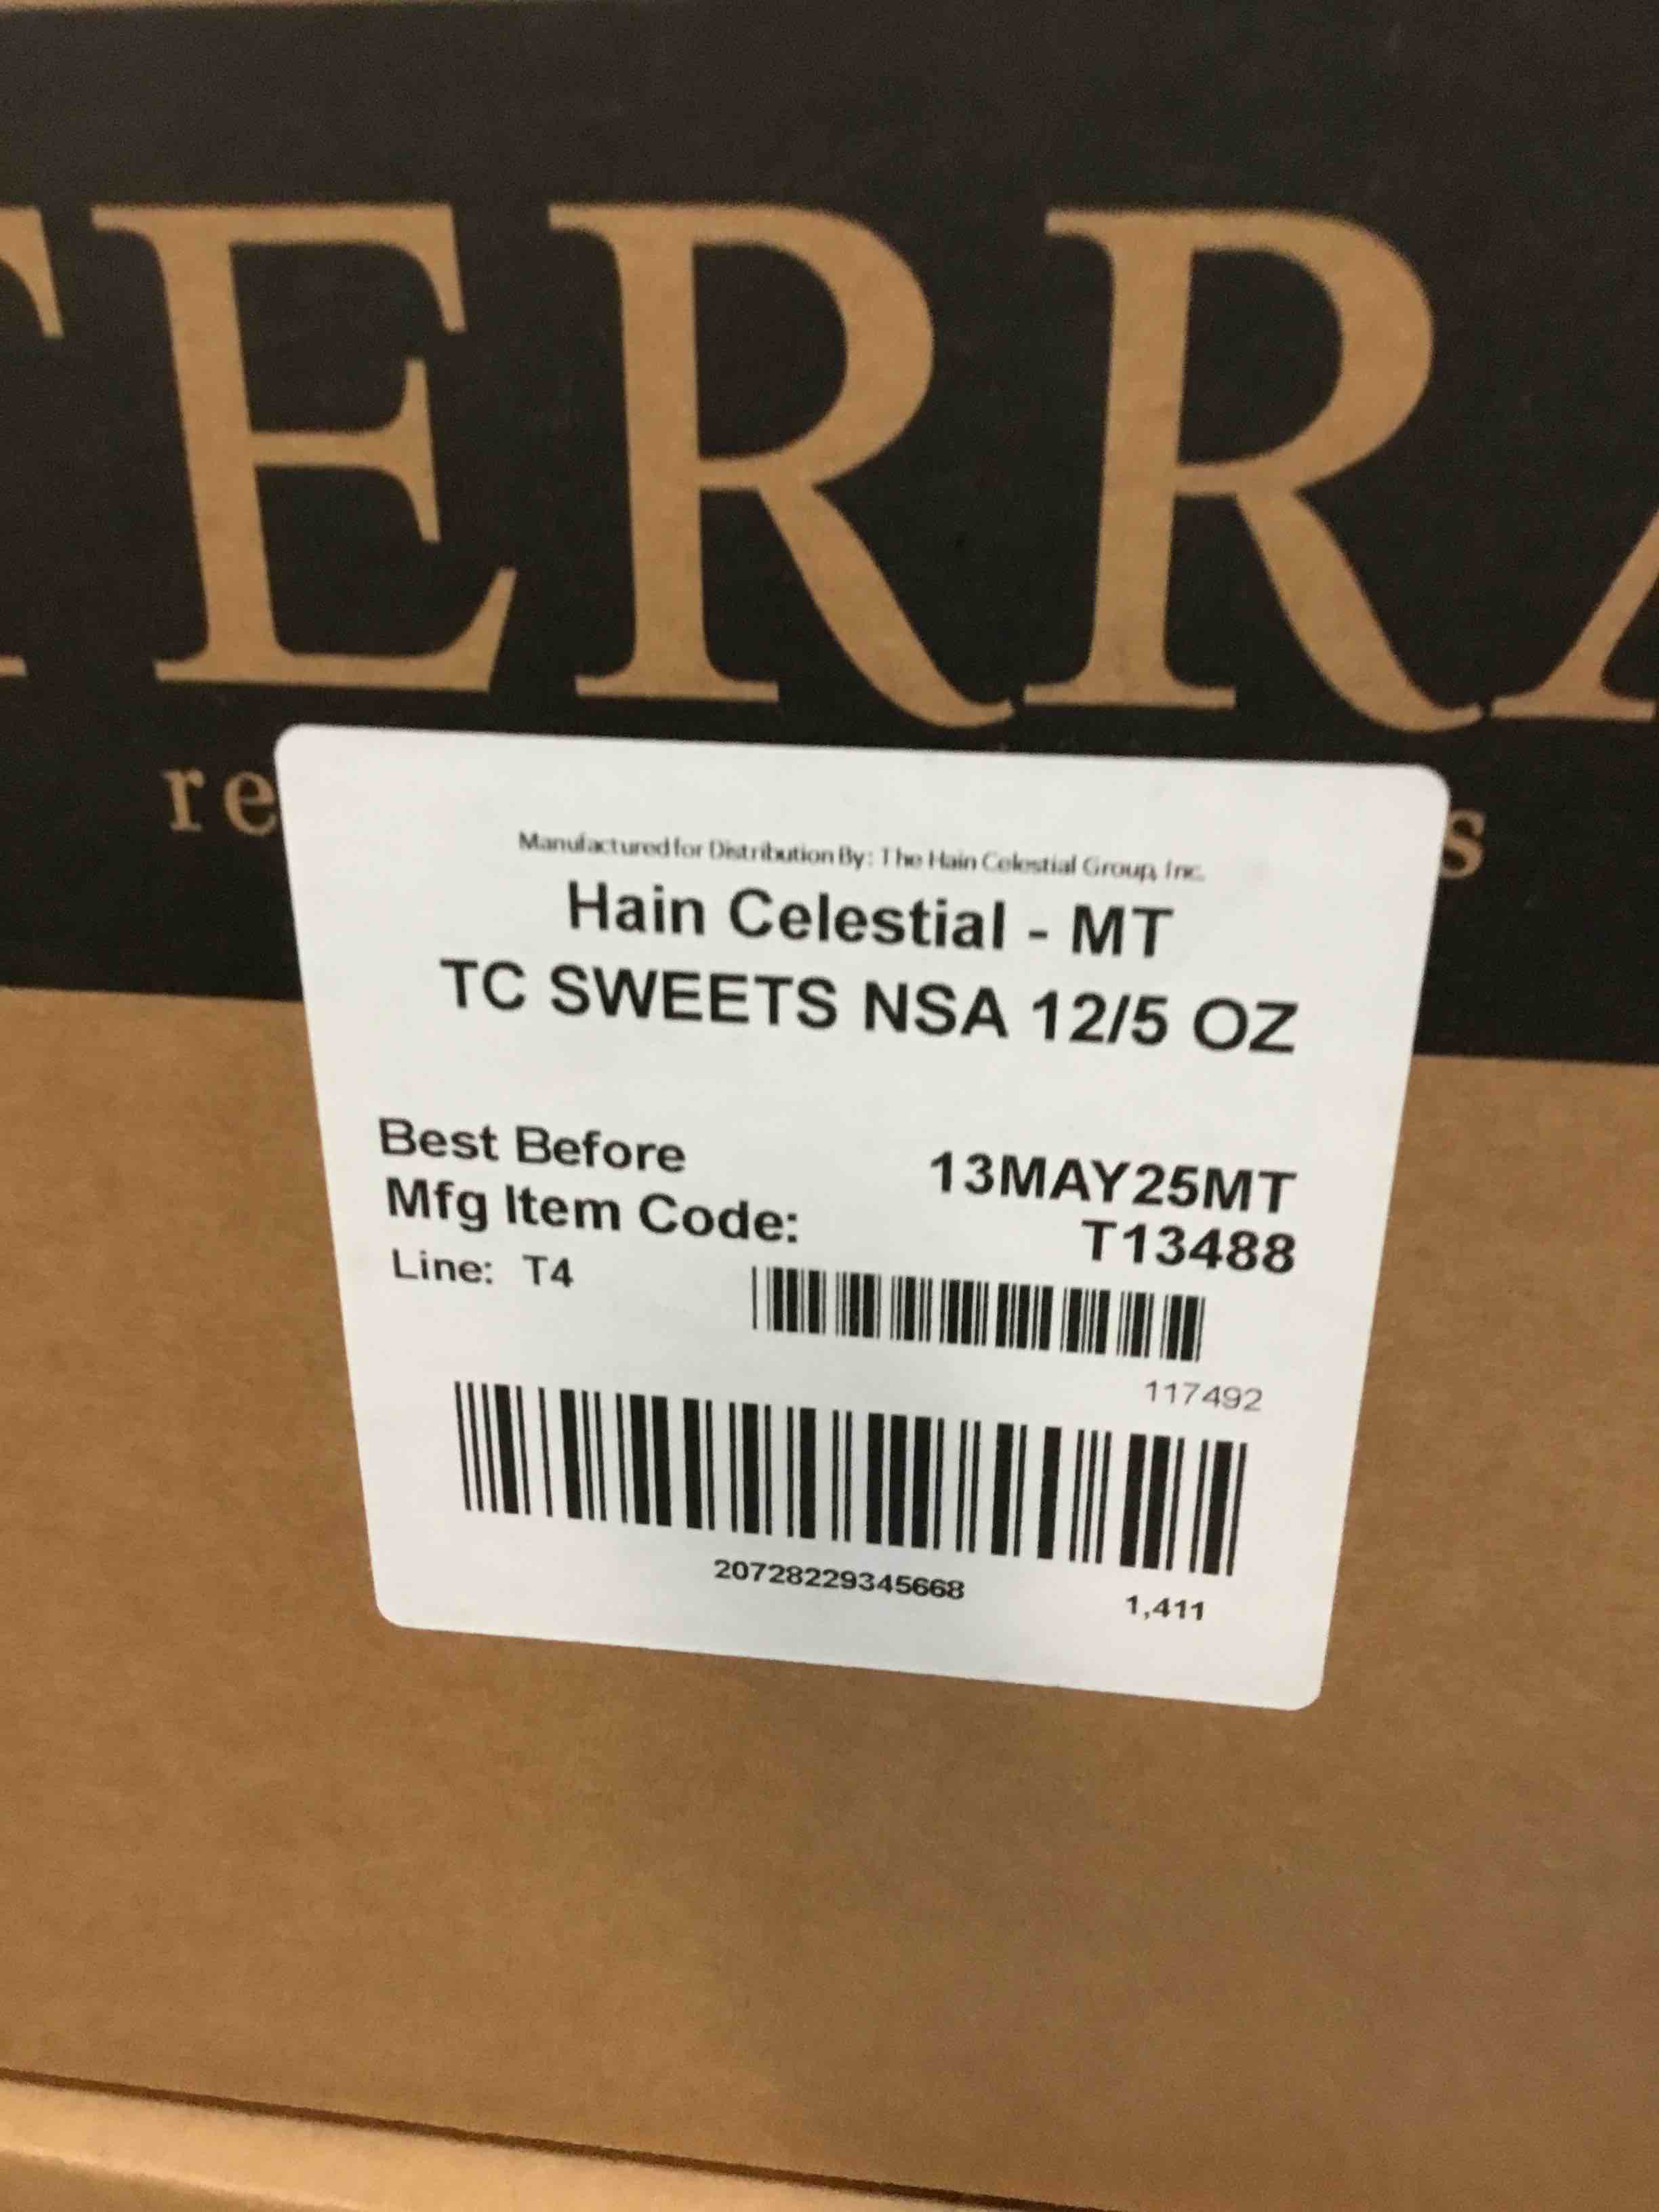 TERRA
re
s
Manufactured for Distribution By: The Hain Celestial Group, Inc.
Hain Celestial - MT
TC SWEETS NSA 12/5 OZ
Best Before 13MAY25MT
Mfg Item Code: T13488
Line: T4
117492
20728229345668 1,411